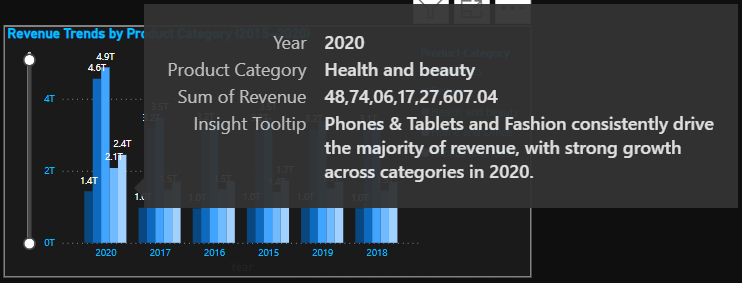 Revenue Trends by Product Category
Year 2020
Product Category Health and beauty
Sum of Revenue 48,74,06,17,27,607.04
Insight Tooltip Phones & Tablets and Fashion consistently drive
the majority of revenue, with strong growth
across categories in 2020.
4.9T
4.6T
4T
2.4T
2.1T
2T
1.4T
0T
2020 2017 2016 2015 2019 2018
Year